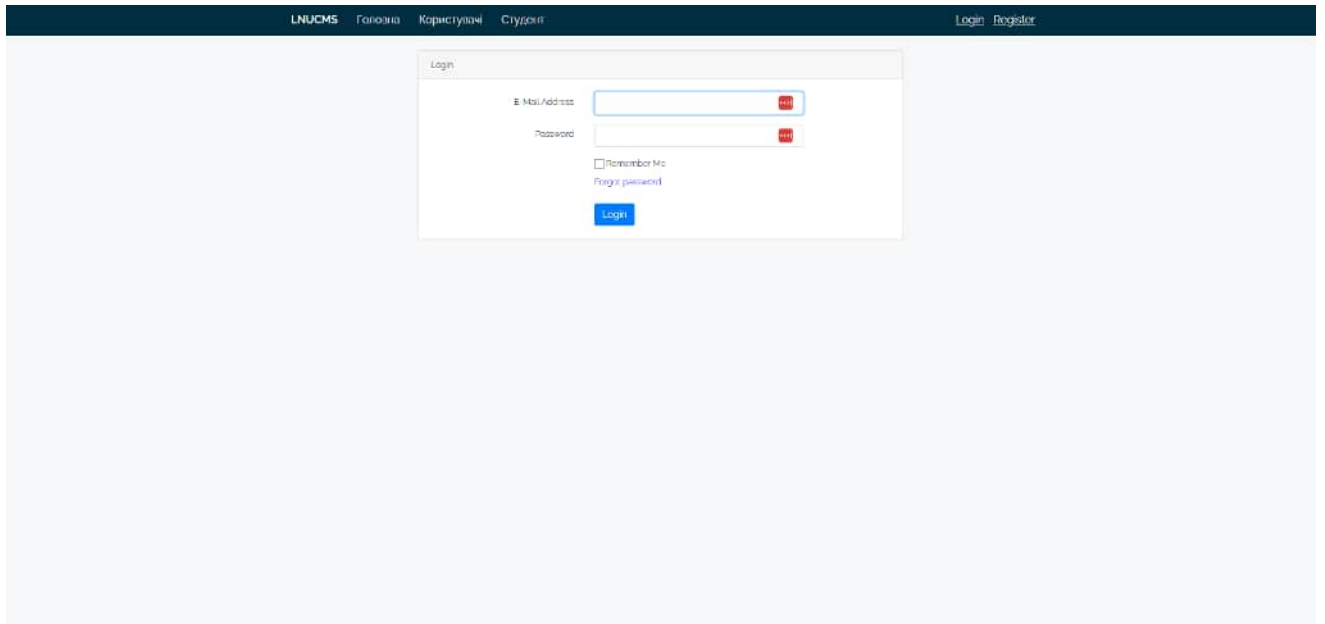 LNUCMS Головна Користувачі Студент Login Register
Login
E-Mail Address
Password
Remember Me
Forgot password
Login